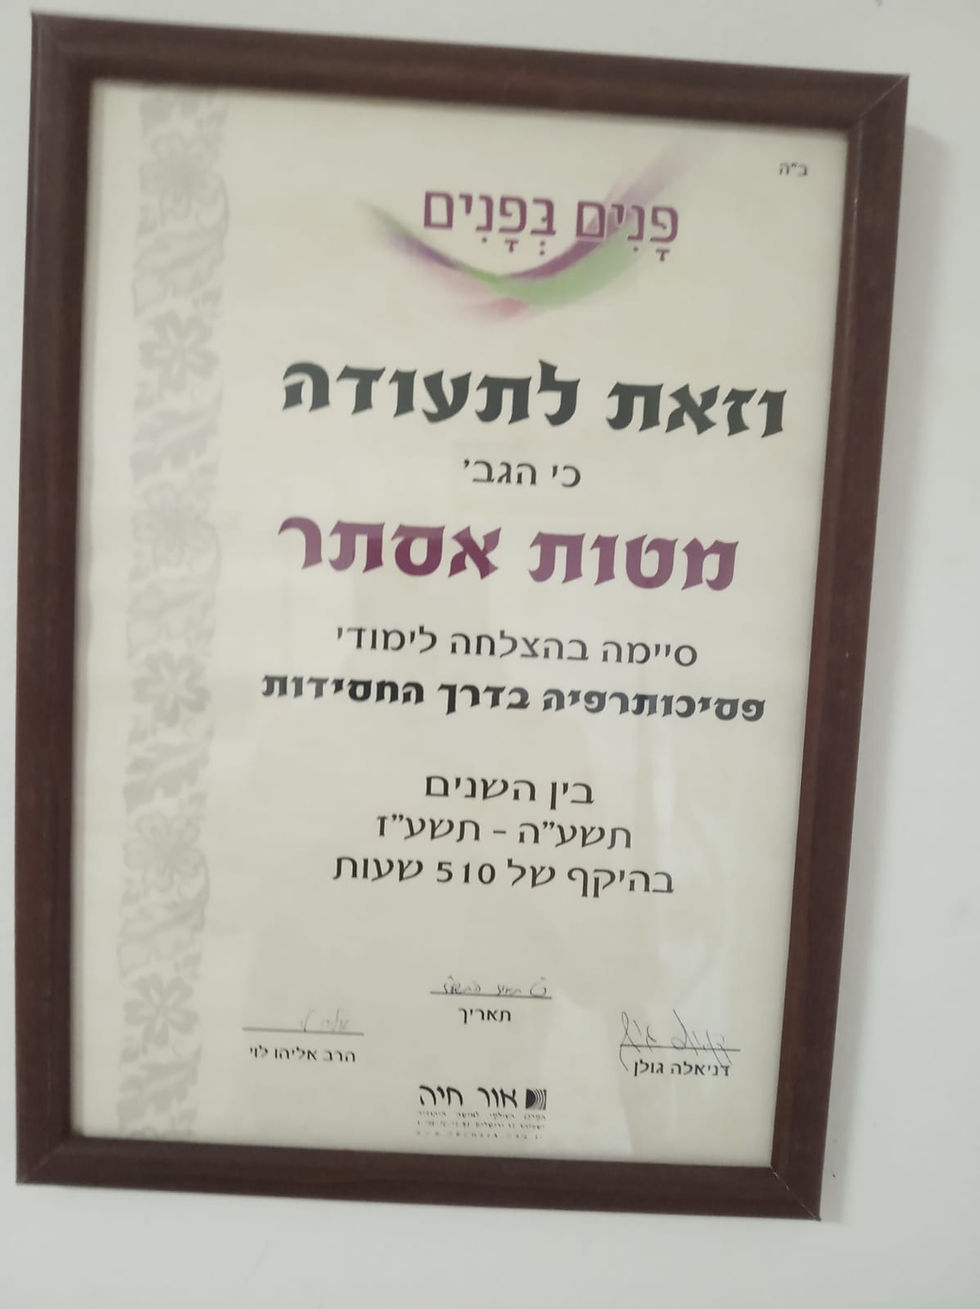 ב"ה
פָּנִים בְּפָנִים
וזאת לתעודה
כי הגב'
מטות אסתר
סיימה בהצלחה לימודי
פסיכותרפיה בדרך החסידות
בין השנים
תשע"ה - תשע"ז
בהיקף של 510 שעות
תאריך
דניאלה גולן
הרב אליהו לוי
אור חיה